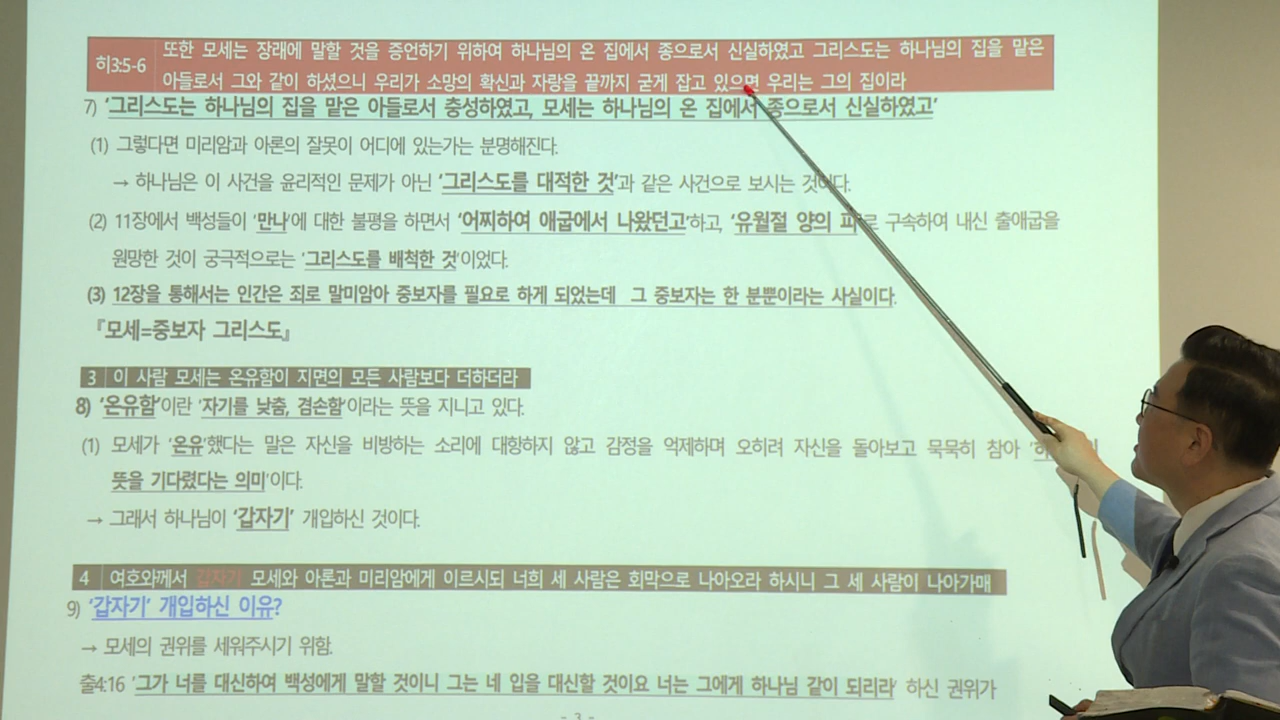 히3:5-6 또한 모세는 장래에 말할 것을 증언하기 위하여 하나님의 온 집에서 종으로서 신실하였고 그리스도는 하나님의 집을 맡은
아들로서 그와 같이 하셨으니 우리가 소망의 확신과 자랑을 끝까지 굳게 잡고 있으면 우리는 그의 집이라
7) '그리스도는 하나님의 집을 맡은 아들로서 충성하였고, 모세는 하나님의 온 집에서 종으로서 신실하였고'
(1) 그렇다면 미리암과 아론의 잘못이 어디에 있는가는 분명해진다.
→ 하나님은 이 사건을 윤리적인 문제가 아닌 '그리스도를 대적한 것'과 같은 사건으로 보시는 것이다.
(2) 11장에서 백성들이 '만나'에 대한 불평을 하면서 '어찌하여 애굽에서 나왔던고'하고, '유월절 양의 피'로 구속하여 내신 출애굽을
원망한 것이 궁극적으로는 '그리스도를 배척한 것'이었다.
(3) 12장을 통해서는 인간은 죄로 말미암아 중보자를 필요로 하게 되었는데 그 중보자는 한 분뿐이라는 사실이다.
『모세=중보자 그리스도』
3 이 사람 모세는 온유함이 지면의 모든 사람보다 더하더라
8) '온유함'이란 '자기를 낮춤, 겸손함'이라는 뜻을 지니고 있다.
(1) 모세가 '온유'했다는 말은 자신을 비방하는 소리에 대항하지 않고 감정을 억제하며 오히려 자신을 돌아보고 묵묵히 참아
뜻을 기다렸다는 의미'이다.
→ 그래서 하나님이 '갑자기' 개입하신 것이다.
4 여호와께서 갑자기 모세와 아론과 미리암에게 이르시되 너희 세 사람은 회막으로 나아오라 하시니 그 세 사람이 나아가매
9) '갑자기' 개입하신 이유?
→ 모세의 권위를 세워주시기 위함.
출4:16 '그가 너를 대신하여 백성에게 말할 것이니 그는 네 입을 대신할 것이요 너는 그에게 하나님 같이 되리라' 하신 권위가
- 3 -